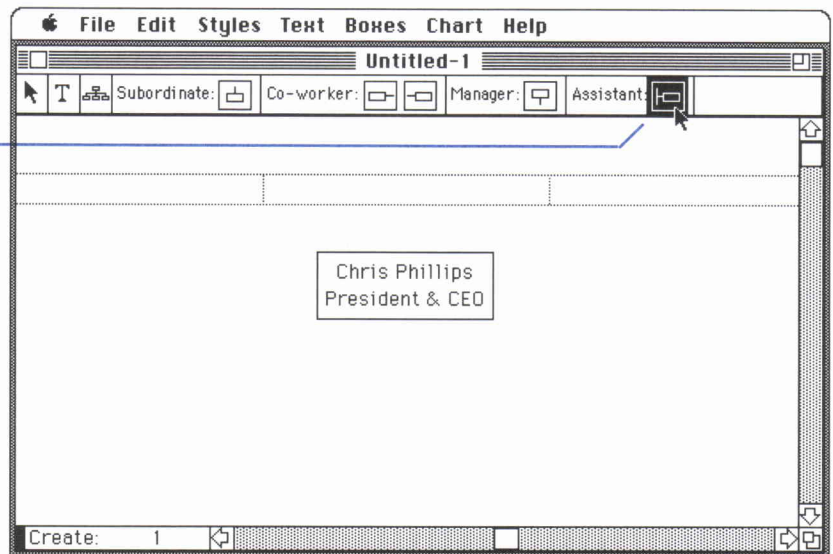 File Edit Styles Text Boxes Chart Help
Untitled-1
T Subordinate: Co-worker: Manager: Assistant:
Chris Phillips
President & CEO
Create: 1